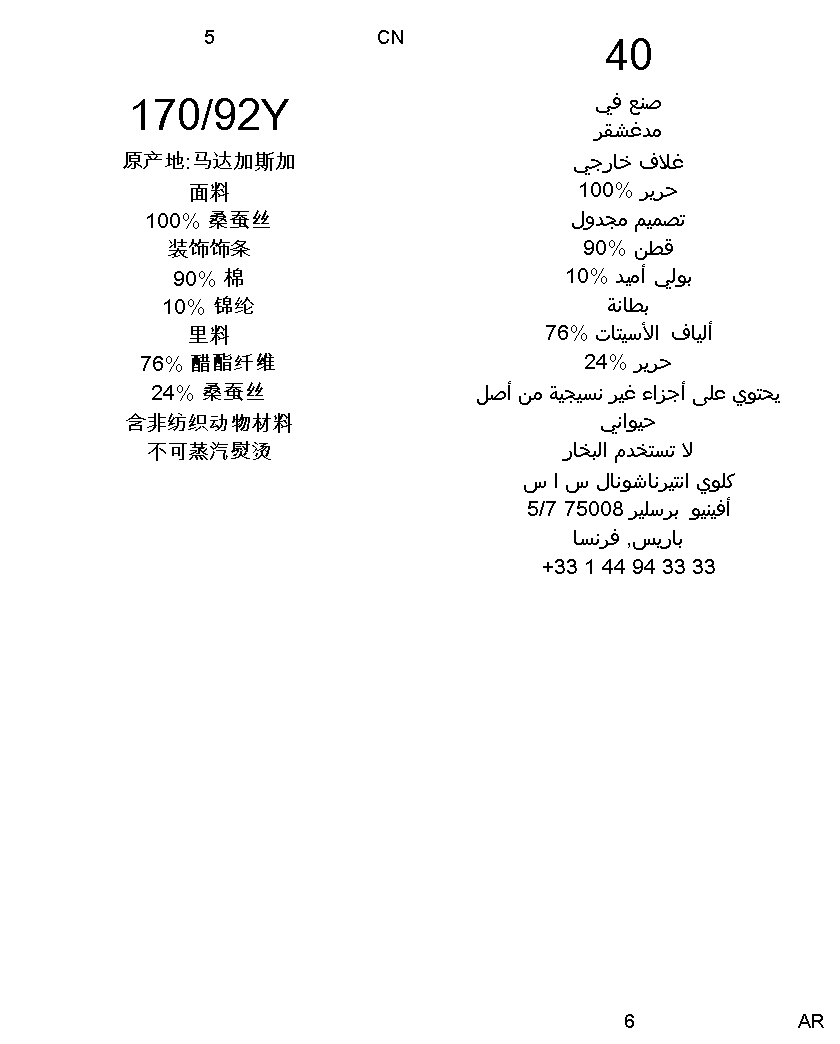 5
CN
170/92Y
原产地:马达加斯加
面料
100% 桑蚕丝
装饰饰条
90% 棉
10% 锦纶
里料
76% 醋酯纤维
24% 桑蚕丝
含非纺织动物材料
不可蒸汽熨烫
40
صنع في
مدغشقر
غلاف خارجي
حرير %100
تصميم مجدول
قطن %90
بولي أميد %10
بطانة
ألياف الأسيتات %76
حرير %24
يحتوي على أجزاء غير نسيجية من أصل
حيواني
لا تستخدم البخار
كلوي انتيرناشونال س ا س
أفينيو برسلير 75008 5/7
باريس, فرنسا
+33 1 44 94 33 33
6
AR